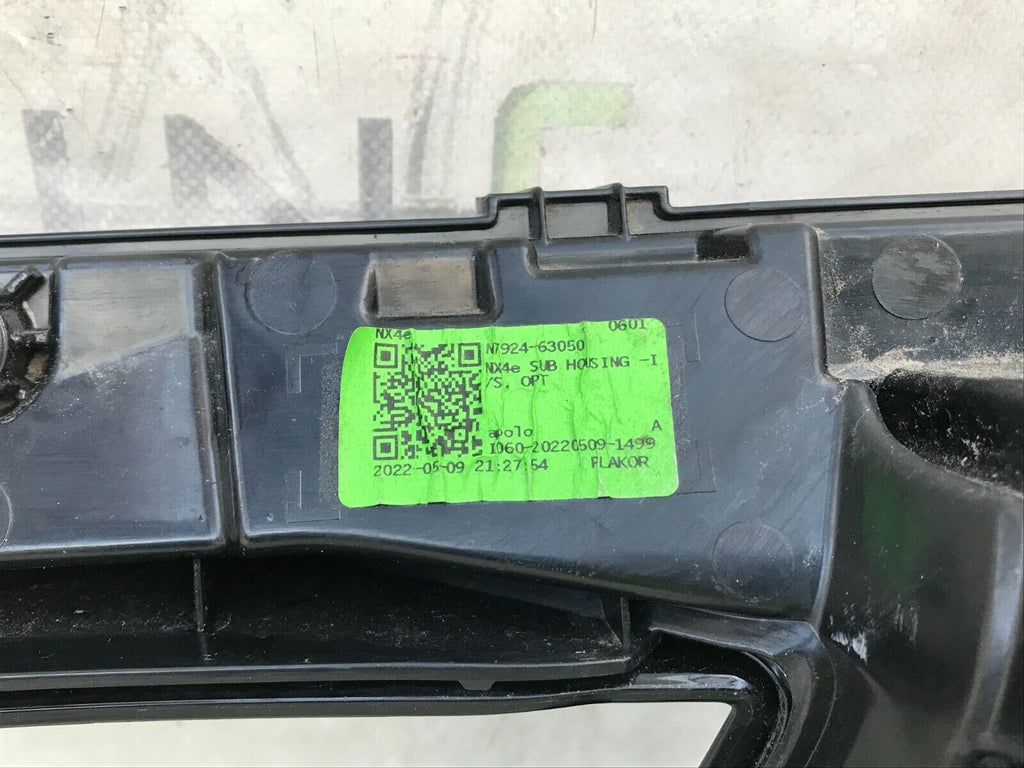 NX4e 0601
N7924-63050
NX4e SUB HOUSING -I
/S. OPT
apolo A
I060-20220509-1499
2022-05-09 21:27:54 PLAKOR